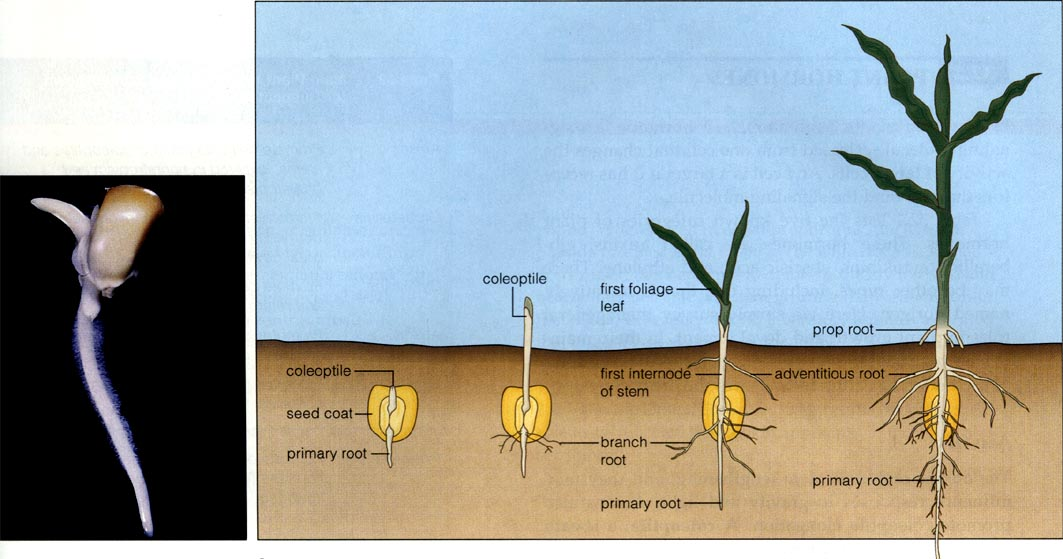 coleoptile
seed coat
primary root
coleoptile
first foliage
leaf
first internode
of stem
branch
root
primary root
prop root
adventitious root
primary root